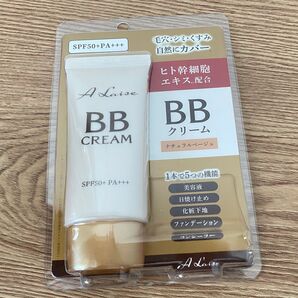 SPF50+PA+++
毛穴・シミ・くすみ
自然にカバー
ヒト幹細胞
エキス配合
BB
クリーム
ナチュラルベージュ
1本で5つの機能
美容液
日焼け止め
化粧下地
ファンデーション
コンシーラー
A'Laise
A'Laise
BB
CREAM
SPF50+ PA+++